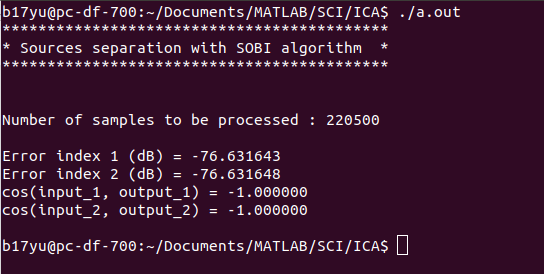 b17yu@pc-df-700:~/Documents/MATLAB/SCI/ICA$ ./a.out
*******************************************
* Sources separation with SOBI algorithm  *
*******************************************
Number of samples to be processed : 220500
Error index 1 (dB) = -76.631643
Error index 2 (dB) = -76.631648
cos(input_1, output_1) = -1.000000
cos(input_2, output_2) = -1.000000
b17yu@pc-df-700:~/Documents/MATLAB/SCI/ICA$